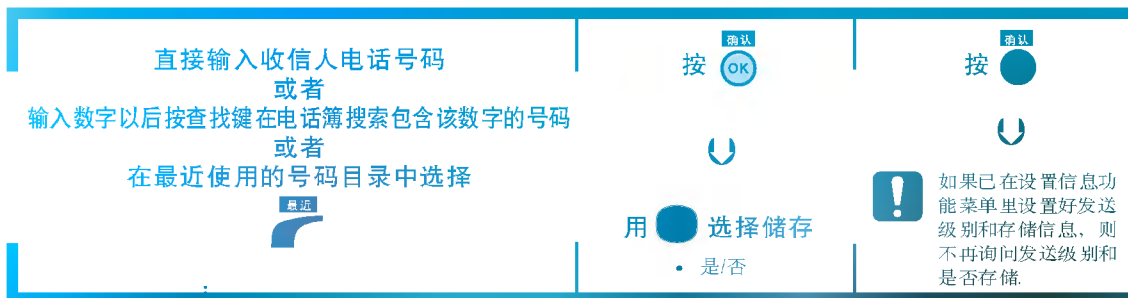 直接输入收信人电话号码
或者
输入数字以后按查找键在电话簿搜索包含该数字的号码
或者
在最近使用的号码目录中选择
最近
确认
按 OK
用 选择储存
• 是/否
确认
按
!
如果已在设置信息功
能菜单里设置好发送
级别和存储信息，则
不再询问发送级别和
是否存储.